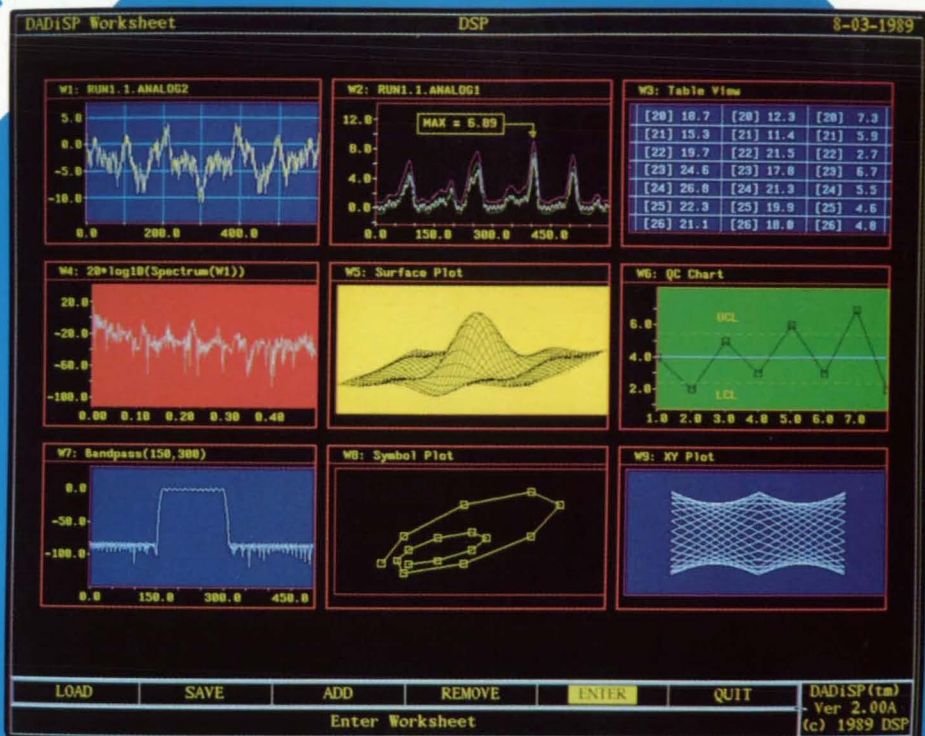 DADiSP Worksheet DSP 8-03-1989
W1: RUN1.1.ANALOG2
5.0
0.0
-5.0
-10.0
0.0 200.0 400.0
W2: RUN1.1.ANALOG1
MAX = 6.89
12.0
8.0
4.0
0.0
0.0 150.0 300.0 450.0
W3: Table View
[20] 18.7 [20] 12.3 [20] 7.3
[21] 15.3 [21] 11.4 [21] 5.9
[22] 19.7 [22] 21.5 [22] 2.7
[23] 24.6 [23] 17.8 [23] 6.7
[24] 26.8 [24] 21.3 [24] 5.5
[25] 22.3 [25] 19.9 [25] 4.6
[26] 21.1 [26] 18.0 [26] 4.8
W4: 20*log10(Spectrum(W1))
20.0
-20.0
-60.0
-100.0
0.00 0.10 0.20 0.30 0.40
W5: Surface Plot
W6: QC Chart
6.0
4.0
2.0
UCL
LCL
1.0 2.0 3.0 4.0 5.0 6.0 7.0
W7: Bandpass(150,300)
0.0
-50.0
-100.0
0.0 150.0 300.0 450.0
W8: Symbol Plot
W9: XY Plot
LOAD SAVE ADD REMOVE ENTER QUIT
Enter Worksheet
DADiSP(tm)
Ver 2.00A
(c) 1989 DSP